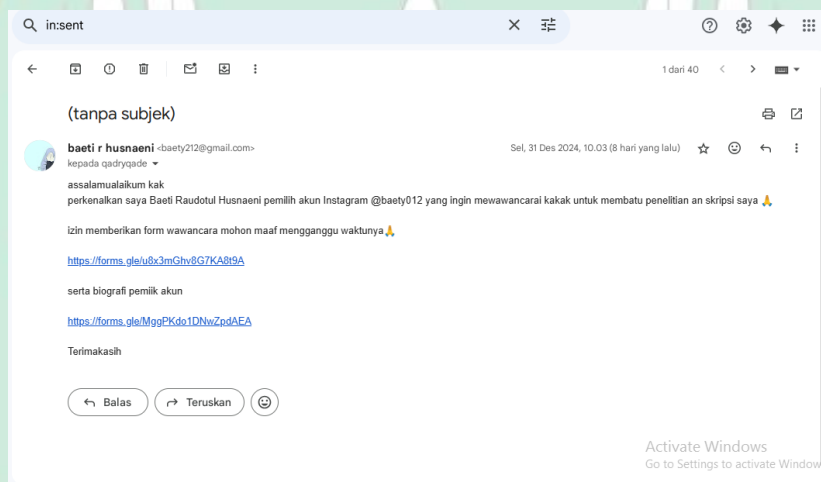 in:sent
1 dari 40
(tanpa subjek)
baeti r husnaeni <baety212@gmail.com>
Sel, 31 Des 2024, 10.03 (8 hari yang lalu)
kepada qadryqade
assalamualaikum kak
perkenalkan saya Baeti Raudotul Husnaeni pemilih akun Instagram @baety012 yang ingin mewawancarai kakak untuk membatu penelitian an skripsi saya 🙏
izin memberikan form wawancara mohon maaf mengganggu waktunya🙏
https://forms.gle/u8x3mGhv8G7KA8t9A
serta biografi pemiik akun
https://forms.gle/MggPKdo1DNwZpdAEA
Terimakasih
Balas
Teruskan
Activate Windows
Go to Settings to activate Window